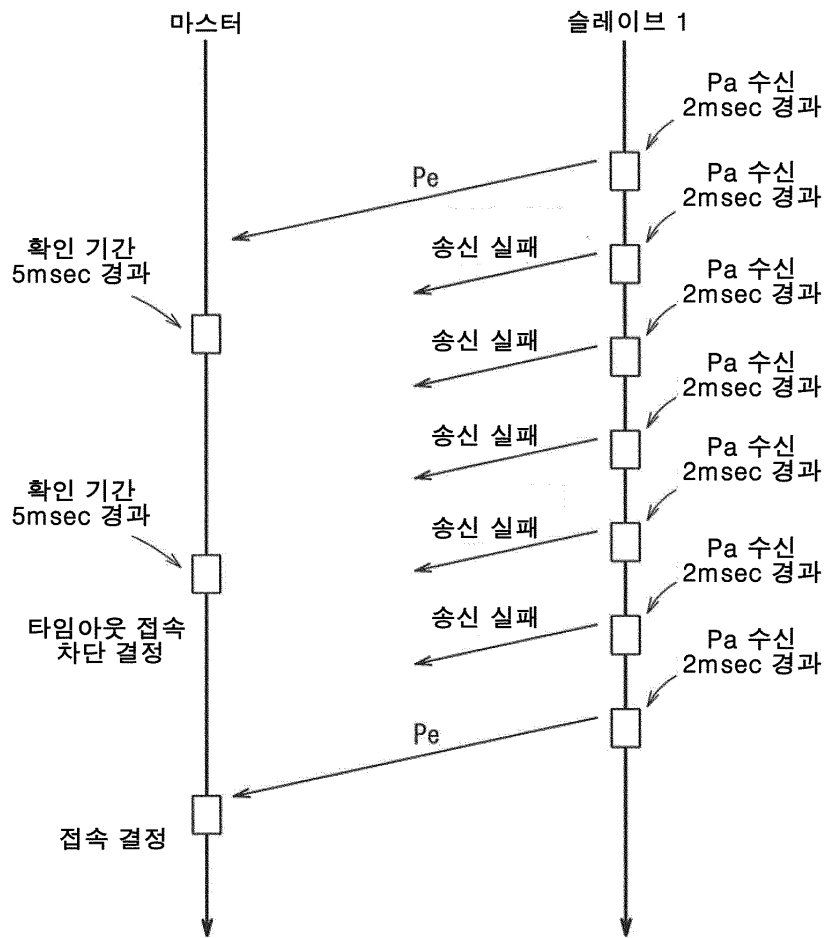 마스터
슬레이브 1
Pa 수신
2msec 경과
Pe
Pa 수신
2msec 경과
확인 기간
5msec 경과
송신 실패
Pa 수신
2msec 경과
송신 실패
Pa 수신
2msec 경과
송신 실패
Pa 수신
2msec 경과
확인 기간
5msec 경과
송신 실패
Pa 수신
2msec 경과
타임아웃 접속
차단 결정
송신 실패
Pa 수신
2msec 경과
Pe
접속 결정